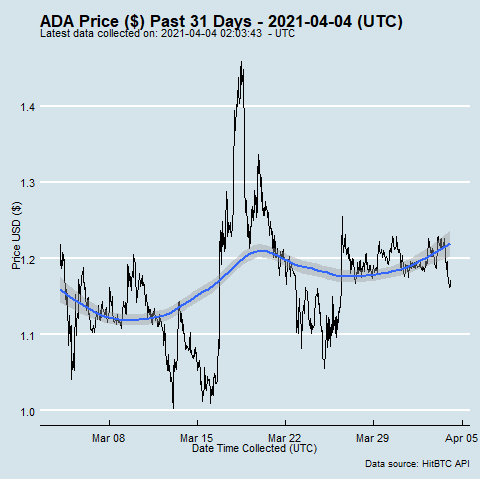 ADA Price ($) Past 31 Days - 2021-04-04 (UTC)
Latest data collected on: 2021-04-04 02:03:43 - UTC
Price USD ($)
1.4
1.3
1.2
1.1
1.0
Mar 08 Mar 15 Mar 22 Mar 29 Apr 05
Date Time Collected (UTC)
Data source: HitBTC API